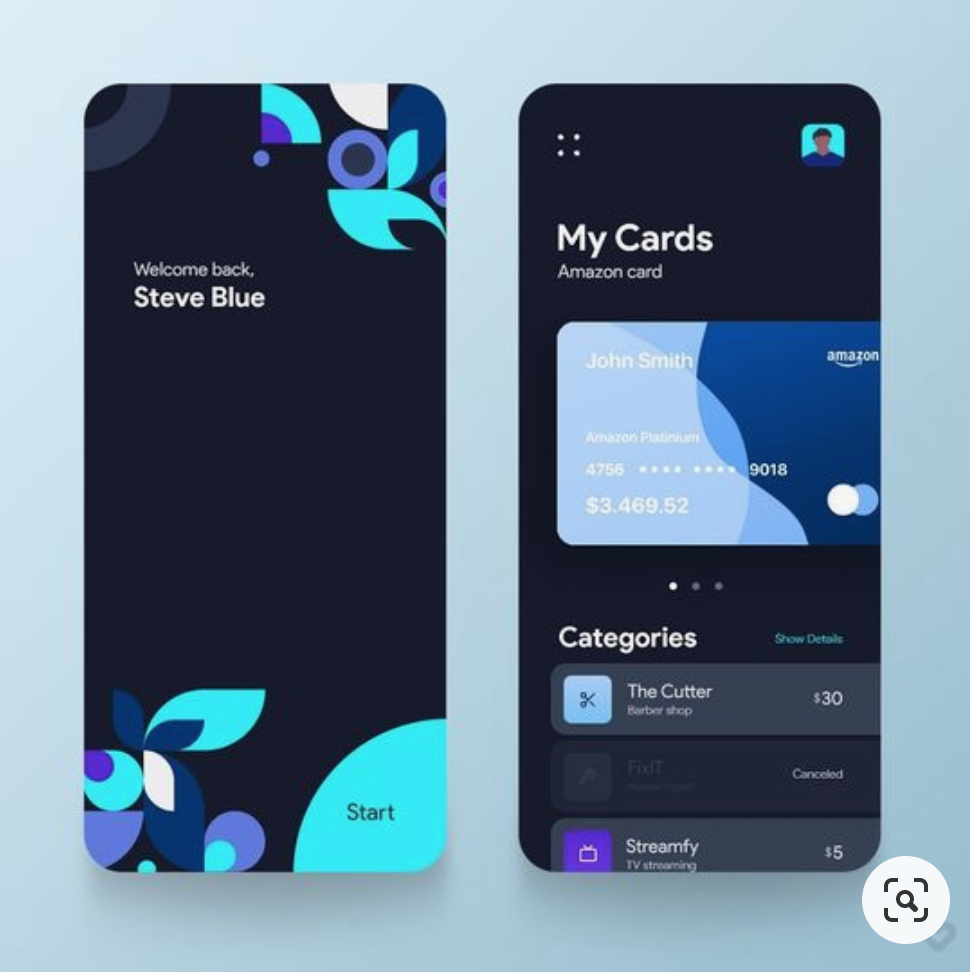 Welcome back,
Steve Blue
Start
My Cards
Amazon card
John Smith
amazon
Amazon Platinium
4756 •••• •••• 9018
$3.469.52
Categories
Show Details
The Cutter
Barber shop
$30
FixIT
Canceled
Streamfy
TV streaming
$5